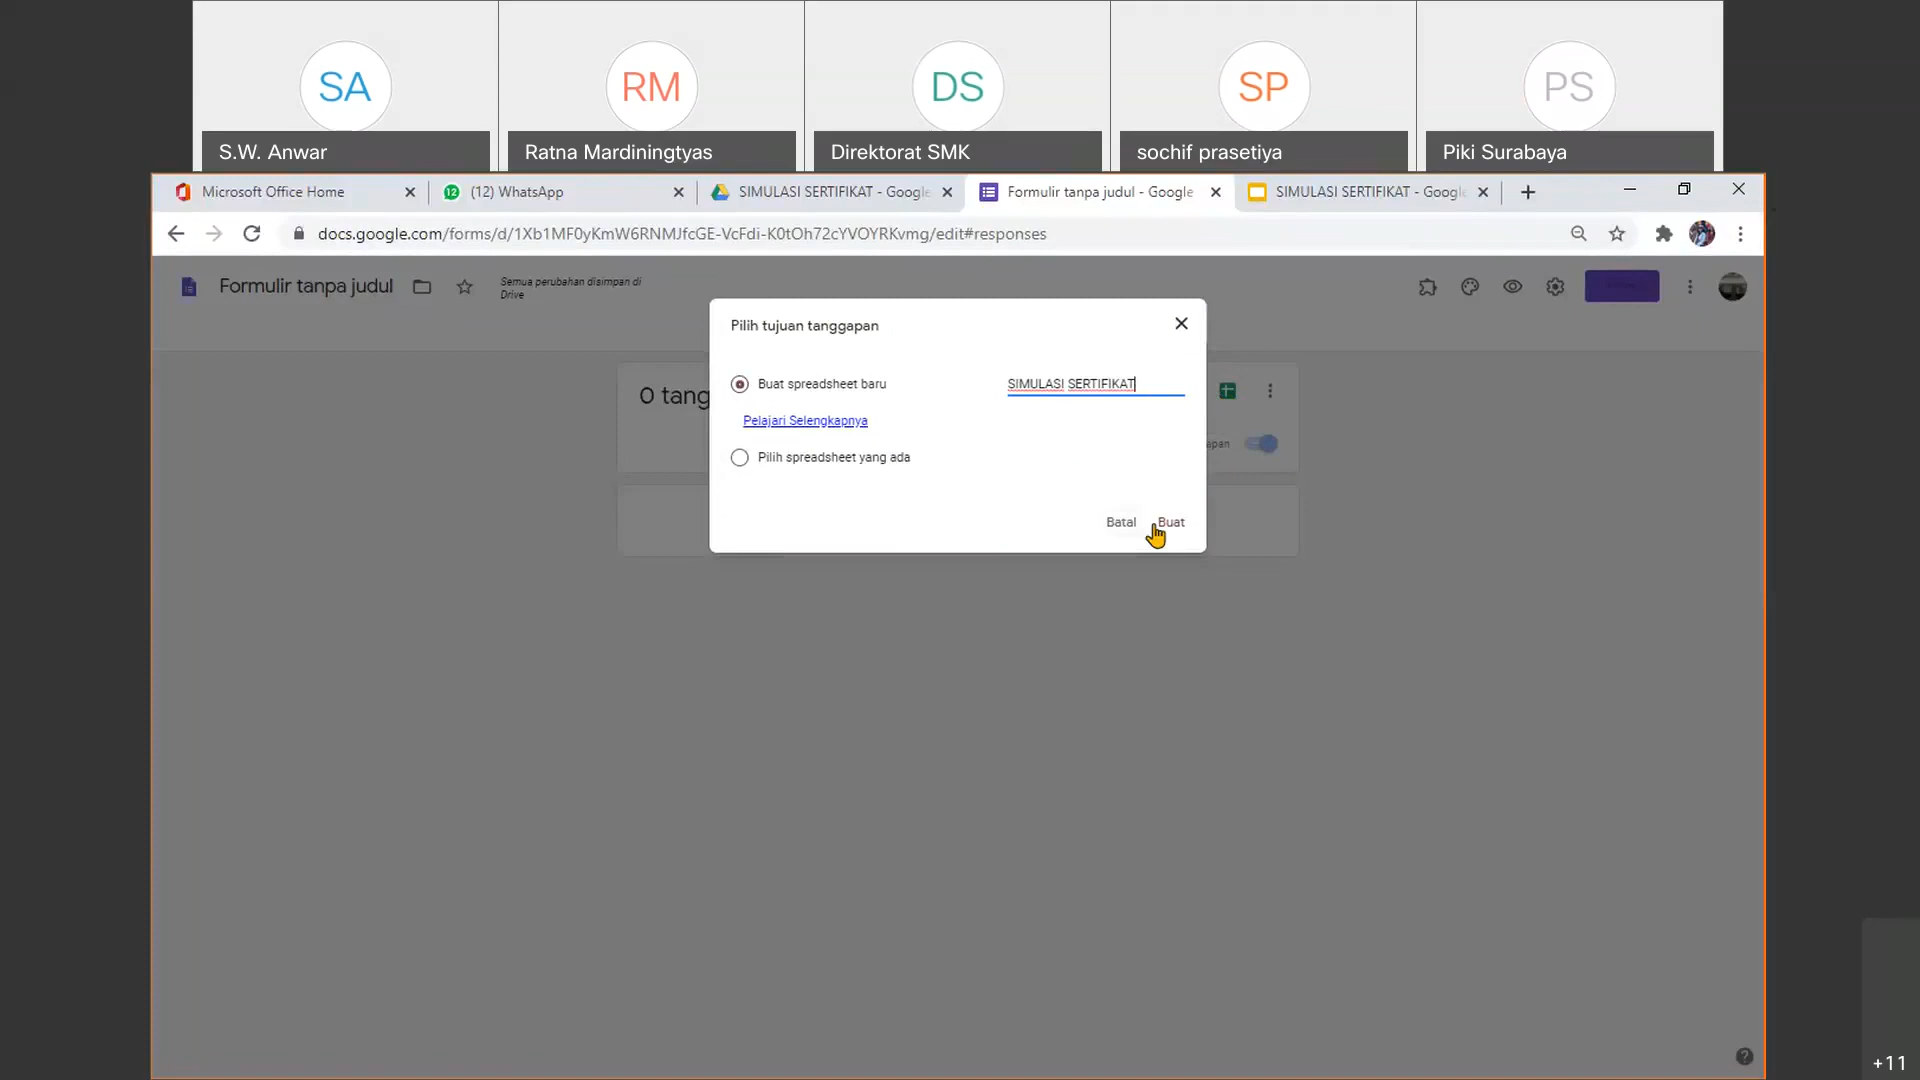 SA
RM
DS
SP
PS
S.W. Anwar
Ratna Mardiningtyas
Direktorat SMK
sochif prasetiya
Piki Surabaya
Microsoft Office Home
12
(12) WhatsApp
SIMULASI SERTIFIKAT - Google
Formulir tanpa judul - Google
SIMULASI SERTIFIKAT - Google
docs.google.com/forms/d/1Xb1MF0yKmW6RNMJfcGE-VcFdi-K0tOh72cYVOYRKvmg/edit#responses
Formulir tanpa judul
Semua perubahan disimpan di
Drive
Pilih tujuan tanggapan
Buat spreadsheet baru
SIMULASI SERTIFIKAT
0 tang
Pelajari Selengkapnya
apan
Pilih spreadsheet yang ada
Batal
Buat
+11